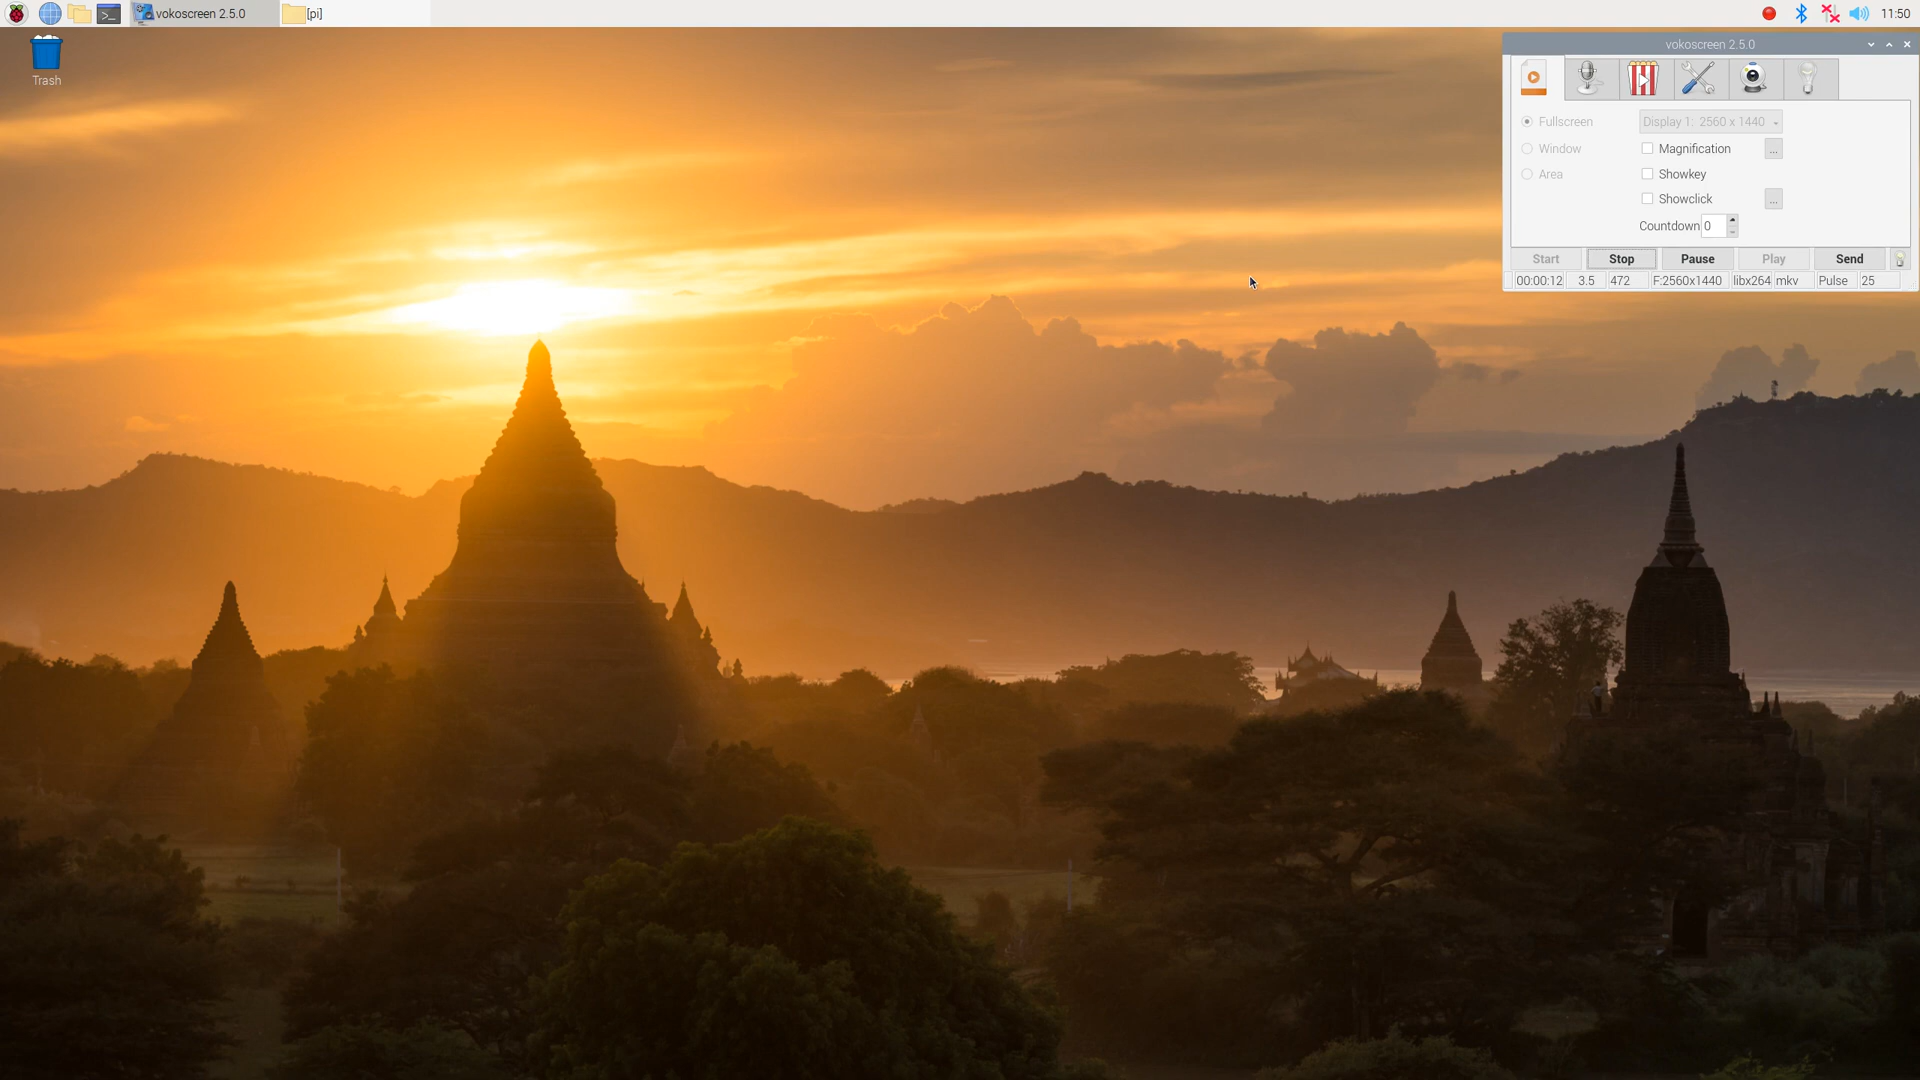 vokoscreen 2.5.0
[pi]
11:50
Trash
vokoscreen 2.5.0
Fullscreen
Display 1: 2560 x 1440
Window
Magnification
...
Area
Showkey
Showclick
...
Countdown 0
Start Stop Pause Play Send
00:00:12 3.5 472 F:2560x1440 libx264 mkv Pulse 25